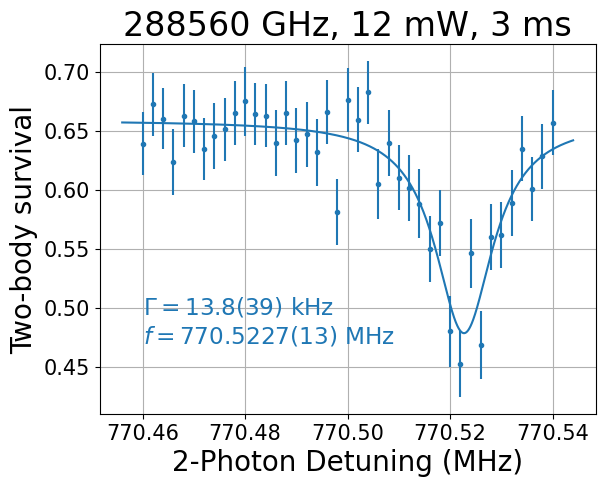 288560 GHz, 12 mW, 3 ms
Two-body survival
0.70
0.65
0.60
0.55
0.50
0.45
Γ = 13.8(39) kHz
f = 770.5227(13) MHz
770.46 770.48 770.50 770.52 770.54
2-Photon Detuning (MHz)